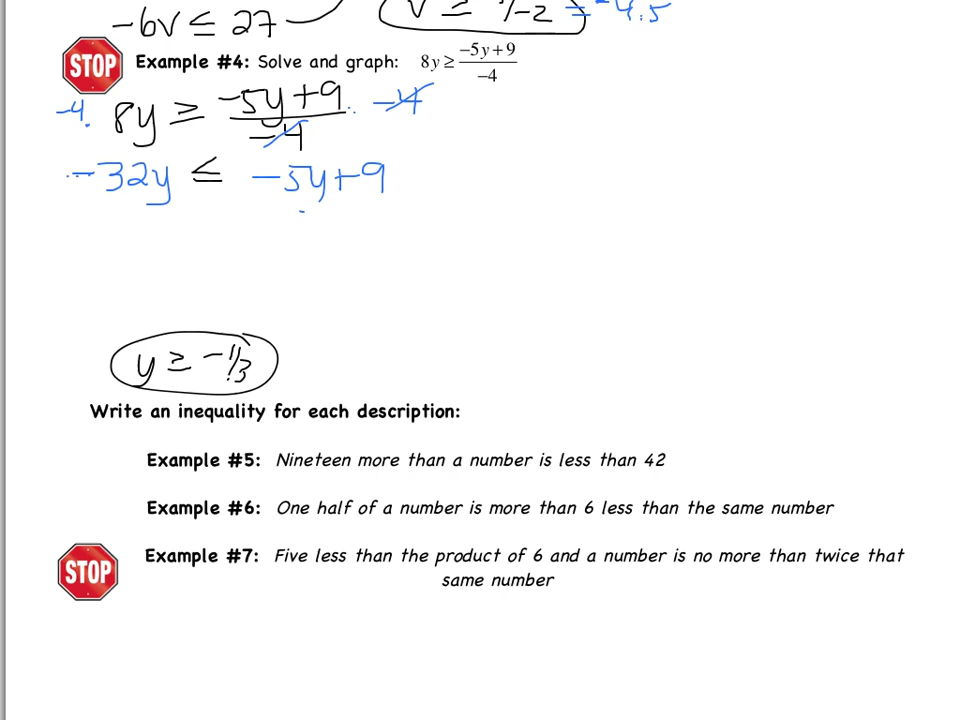 -6v ≤ 27
= -4.5
STOP Example #4: Solve and graph: 8y ≥ (-5y+9)/-4
-4. 8y ≥ (-5y+9)/-4 . -4
-32y ≤ -5y+9
y ≥ -1/3
Write an inequality for each description:
Example #5: Nineteen more than a number is less than 42
Example #6: One half of a number is more than 6 less than the same number
STOP Example #7: Five less than the product of 6 and a number is no more than twice that
same number